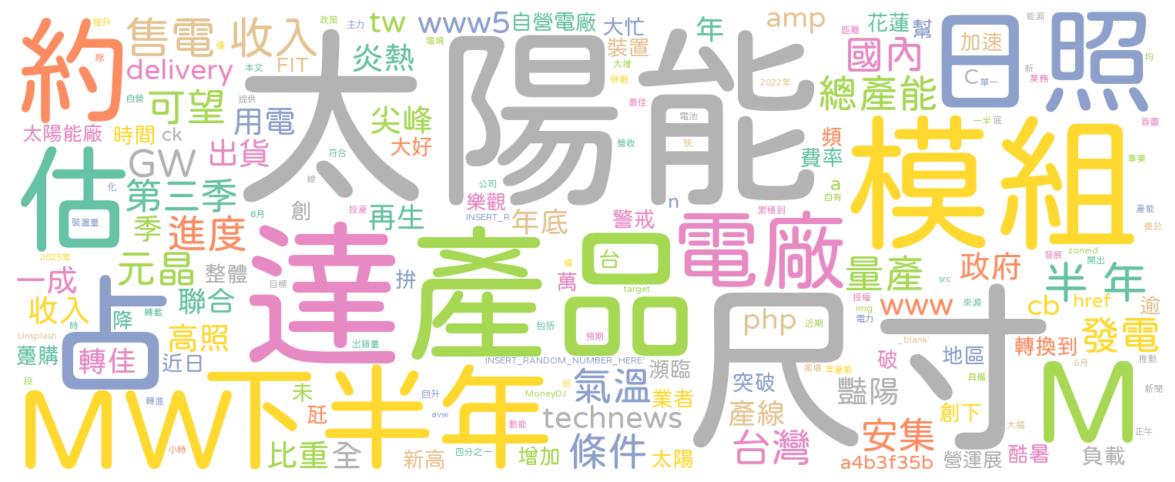 約
售電
收入
FIT
炎熱
tw
www5
自營電廠
大忙
裝置
年
amp
花蓮
幫
國內
加速
C
單一
日照
太陽能
delivery
可望
用電
尖峰
大好
總產能
頻
費率
太陽能廠
時間
ck
GW
出貨
估
第三季
季
進度
創
再生
樂觀
INSERT_R
年底
警戒
n
a
自有
模組
裝置量
2025年
元晶
整體
達
產品
台
萬
電廠
量產
政府
半年
一成
收入
聯合
降
拚
目標
target
包括
預期
尺寸
php
近期
www
cb
href
逾
占
轉佳
高照
近日
躉購
Unsplash
出貨量
INSERT_RANDOM_NUMBER_HERE'
瀕臨
_blank'
破
地區
轉換到
發電
MW
下半年
未
比重
全
新高
MoneyDJ
回升
avw
動能
四分之一
增加
氣溫
業者
technews
條件
太陽
突破
案場
年產能
產線
豔陽
台灣
安集
a4b3f35b
創下
營運展
酷暑
大幅
M
負載
正午
新聞
推動
6月
具備
zoneid
開出
發展
src
來源
授權
img
電力
2022年
電池
最佳
快
營收
累積到
公司
符合
8月
投產
提供
本文
環境
主力
政策
提升
自營
大增
併網
距離
能源
新
業務
均
首圖
一半
底
事業
產能
優於
轉載
時
段
轉進
小時
份